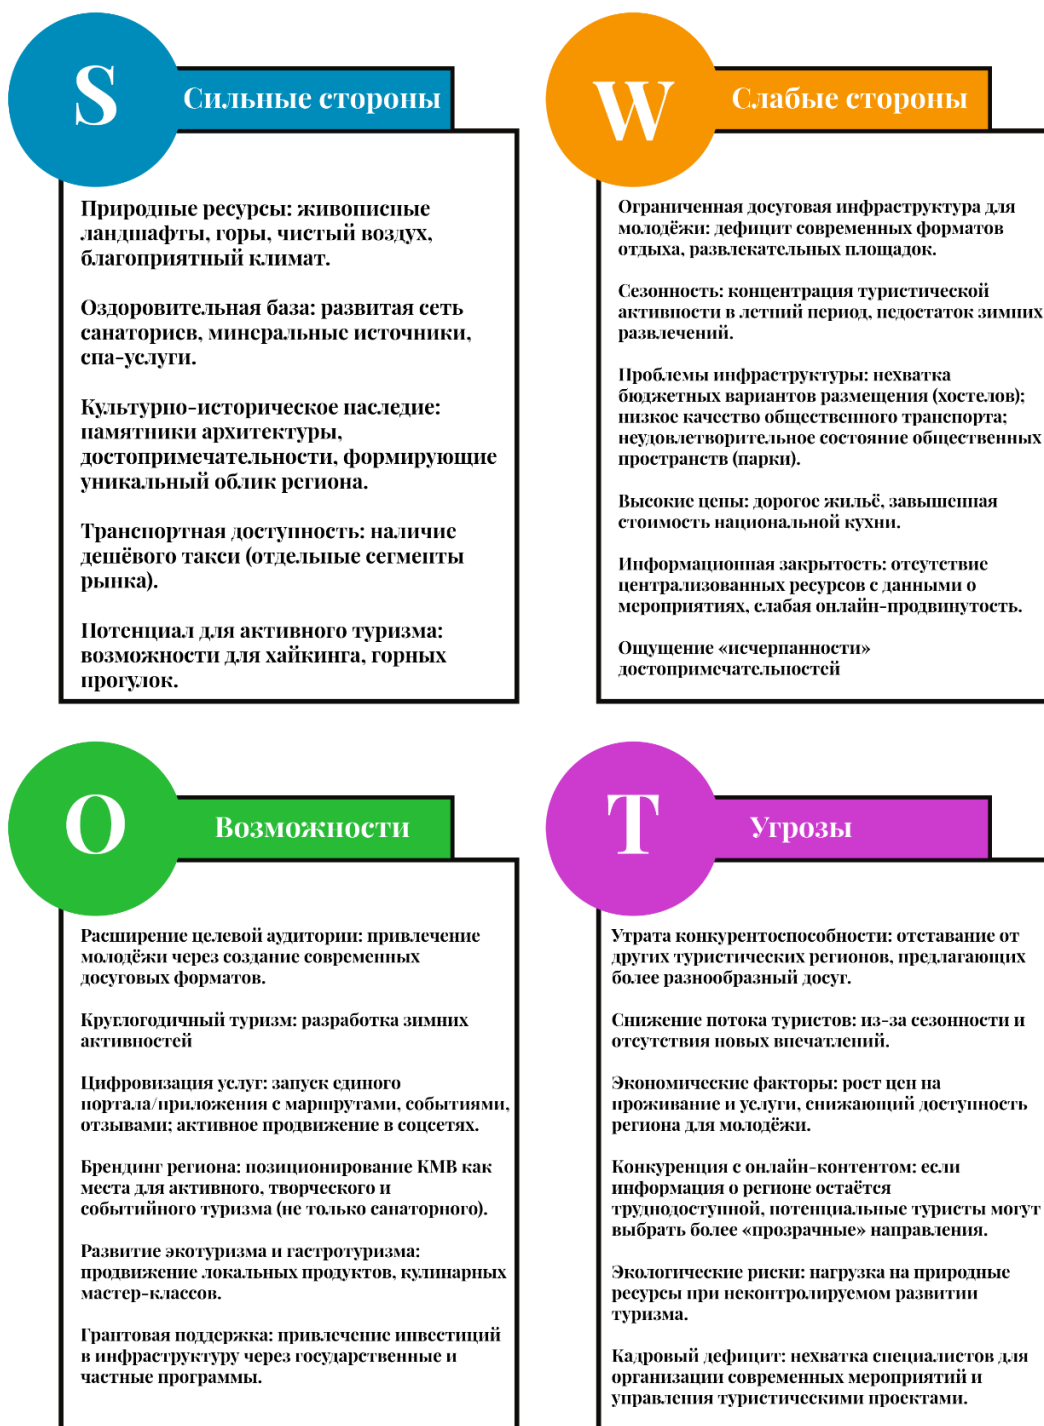 S
Сильные стороны
Природные ресурсы: живописные
ландшафты, горы, чистый воздух,
благоприятный климат.
Оздоровительная база: развитая сеть
санаториев, минеральные источники,
спа-услуги.
Культурно-историческое наследие:
памятники архитектуры,
достопримечательности, формирующие
уникальный облик региона.
Транспортная доступность: наличие
дешёвого такси (отдельные сегменты
рынка).
Потенциал для активного туризма:
возможности для хайкинга, горных
прогулок.
W
Слабые стороны
Ограниченная досуговая инфраструктура для
молодёжи: дефицит современных форматов
отдыха, развлекательных площадок.
Сезонность: концентрация туристической
активности в летний период, недостаток зимних
развлечений.
Проблемы инфраструктуры: нехватка
бюджетных вариантов размещения (хостелов);
низкое качество общественного транспорта;
неудовлетворительное состояние общественных
пространств (парки).
Высокие цены: дорогое жильё, завышенная
стоимость национальной кухни.
Информационная закрытость: отсутствие
централизованных ресурсов с данными о
мероприятиях, слабая онлайн-продвинутость.
Ощущение «исчерпанности»
достопримечательностей
O
Возможности
Расширение целевой аудитории: привлечение
молодёжи через создание современных
досуговых форматов.
Круглогодичный туризм: разработка зимних
активностей
Цифровизация услуг: запуск единого
портала/приложения с маршрутами, событиями,
отзывами; активное продвижение в соцсетях.
Брендинг региона: позиционирование КМВ как
места для активного, творческого и
событийного туризма (не только санаторного).
Развитие экотуризма и гастротуризма:
продвижение локальных продуктов, кулинарных
мастер-классов.
Грантовая поддержка: привлечение инвестиций
в инфраструктуру через государственные и
частные программы.
T
Угрозы
Утрата конкурентоспособности: отставание от
других туристических регионов, предлагающих
более разнообразный досуг.
Снижение потока туристов: из-за сезонности и
отсутствия новых впечатлений.
Экономические факторы: рост цен на
проживание и услуги, снижающий доступность
региона для молодёжи.
Конкуренция с онлайн-контентом: если
информация о регионе остаётся
труднодоступной, потенциальные туристы могут
выбрать более «прозрачные» направления.
Экологические риски: нагрузка на природные
ресурсы при неконтролируемом развитии
туризма.
Кадровый дефицит: нехватка специалистов для
организации современных мероприятий и
управления туристическими проектами.